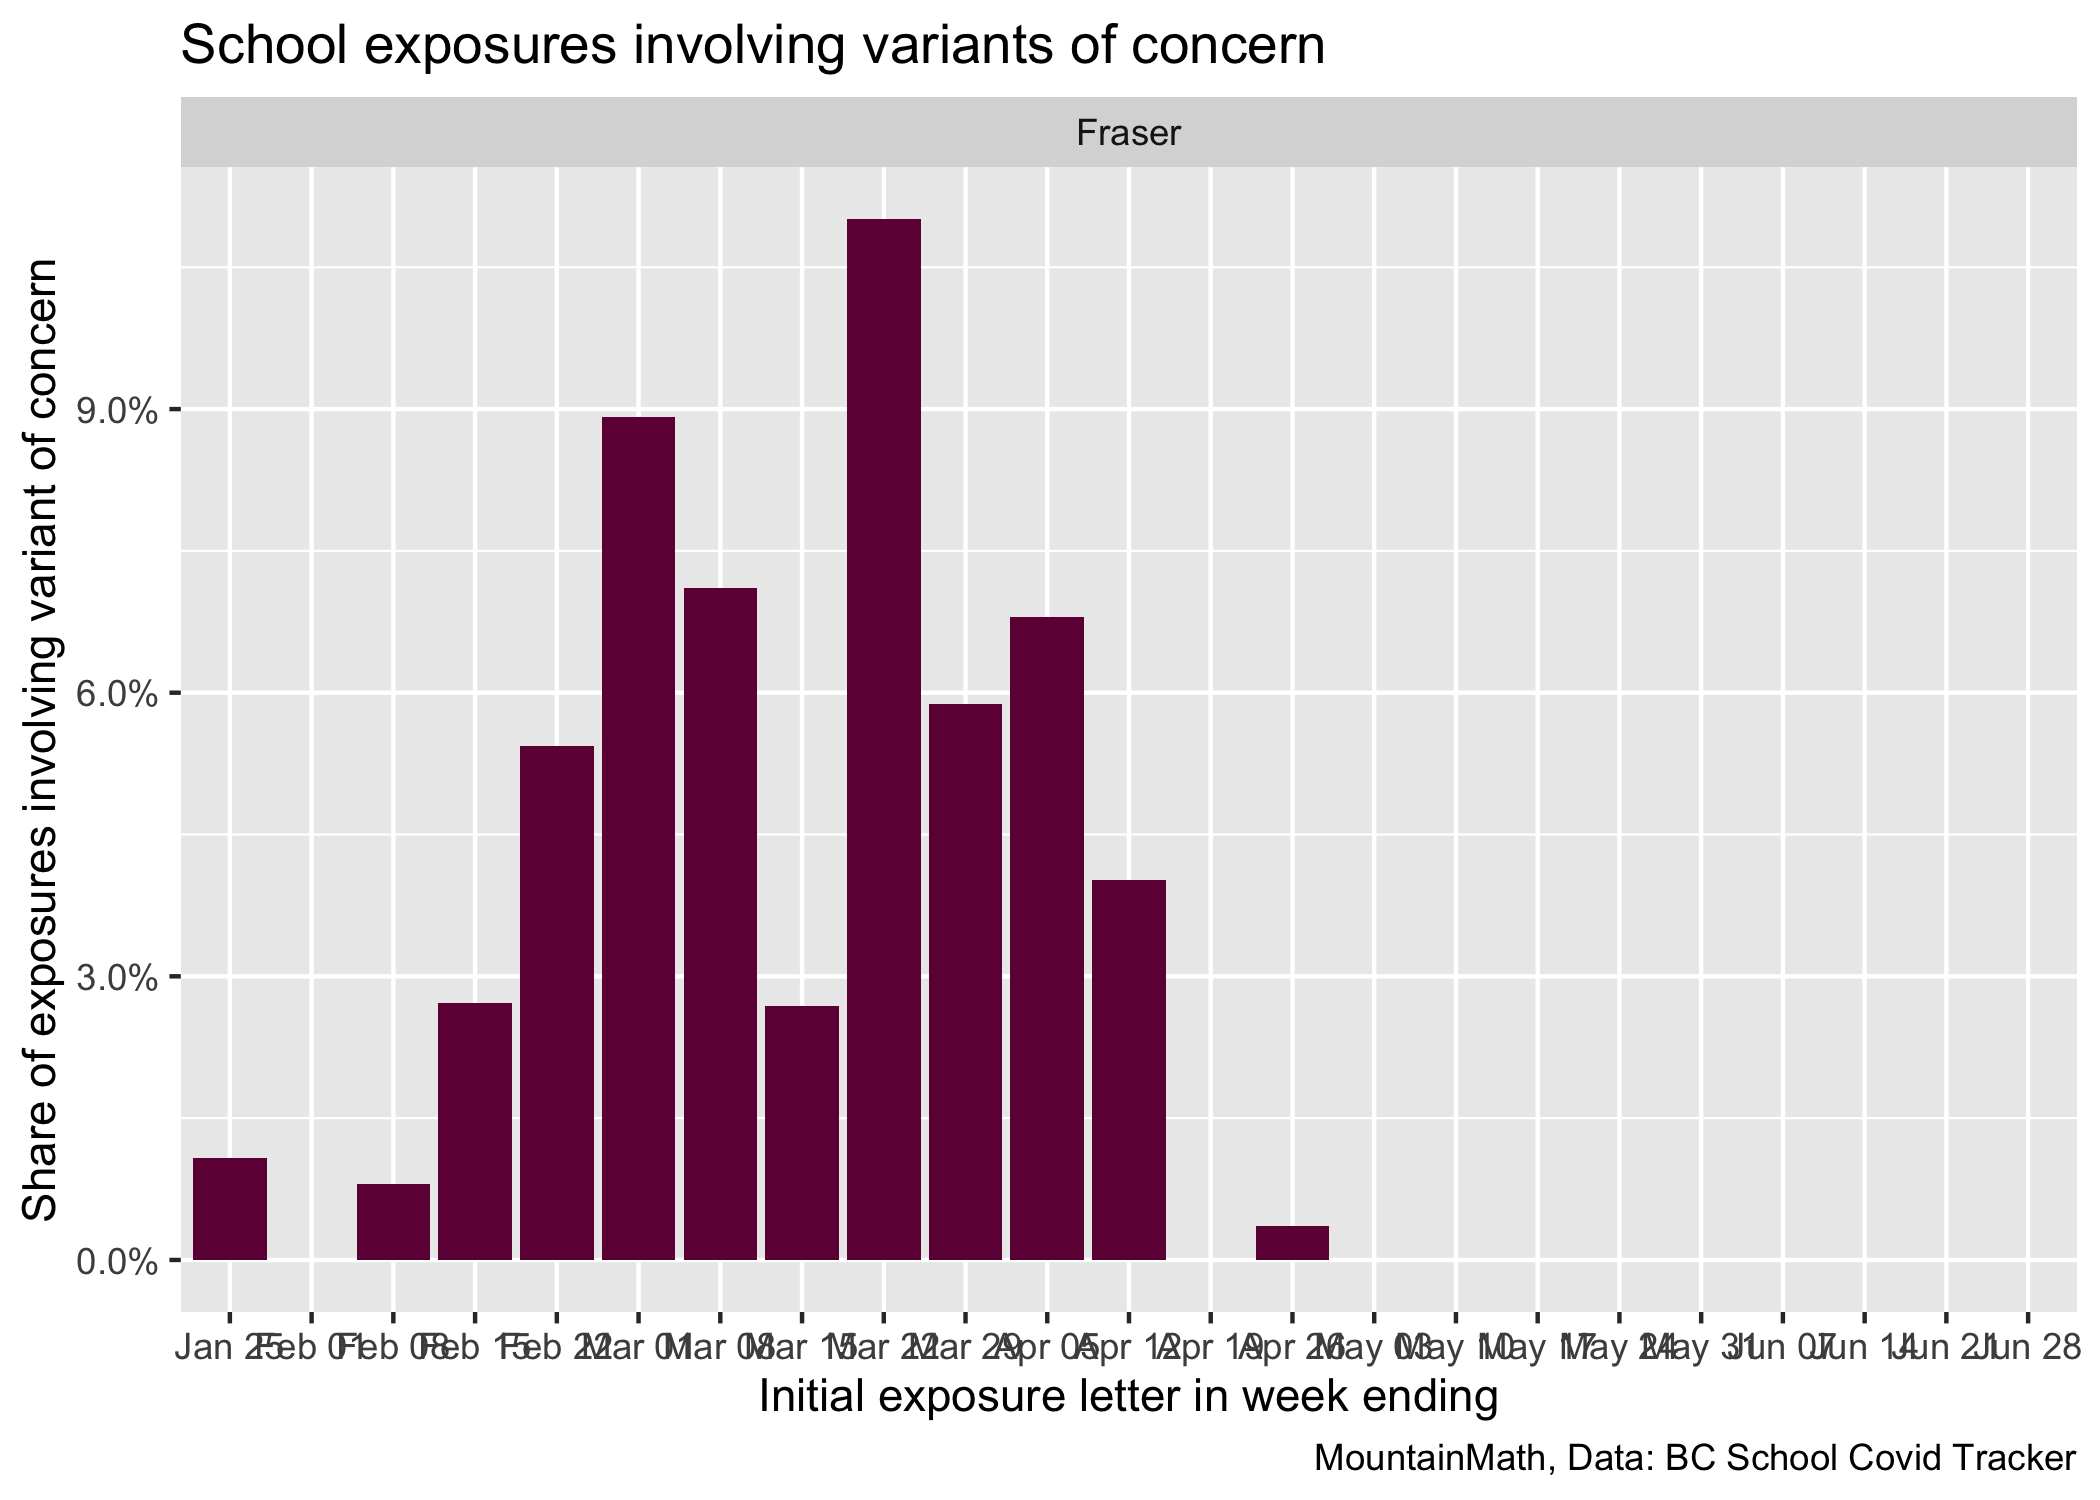 School exposures involving variants of concern
Fraser
Share of exposures involving variant of concern
9.0%
6.0%
3.0%
0.0%
Jan 25 Feb 01 Feb 08 Feb 15 Feb 22 Mar 01 Mar 08 Mar 15 Mar 22 Mar 29 Apr 05 Apr 12 Apr 19 Apr 26 May 03 May 10 May 17 May 24 May 31 Jun 07 Jun 14 Jun 21 Jun 28
Initial exposure letter in week ending
MountainMath, Data: BC School Covid Tracker